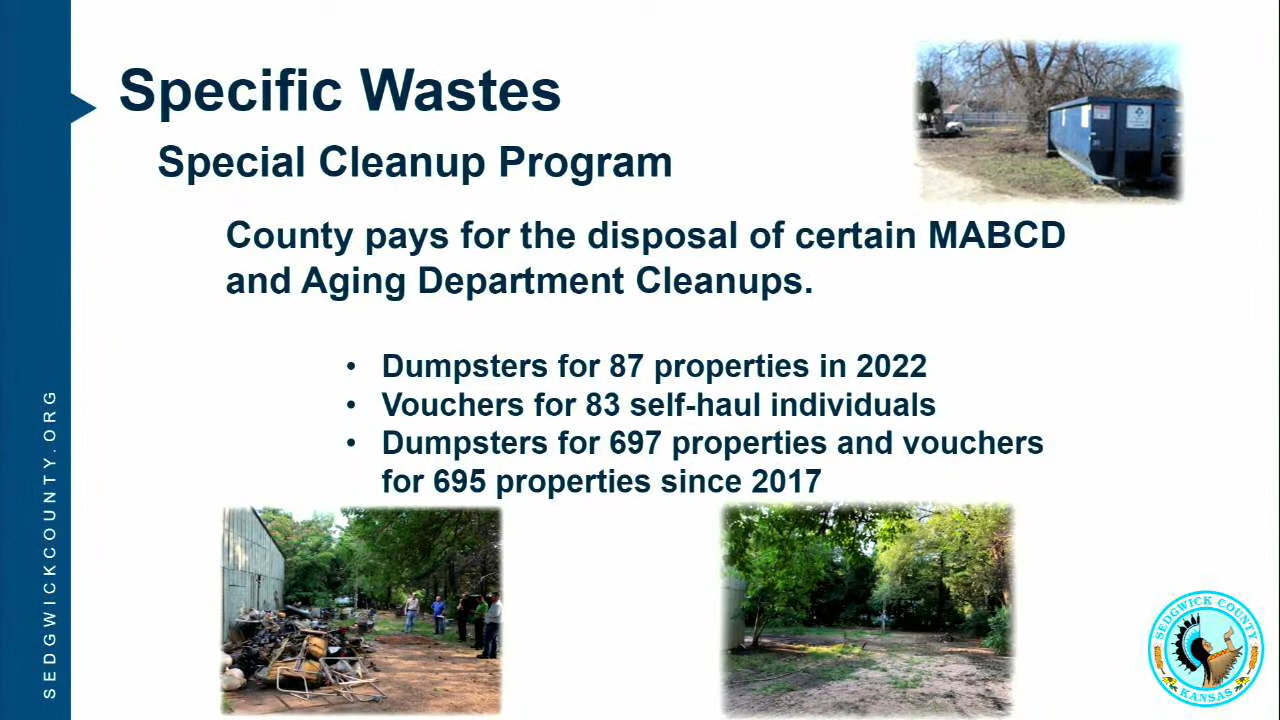 Specific Wastes
Special Cleanup Program
County pays for the disposal of certain MABCD
and Aging Department Cleanups.
• Dumpsters for 87 properties in 2022
• Vouchers for 83 self-haul individuals
• Dumpsters for 697 properties and vouchers
for 695 properties since 2017
SEDGWICKCOUNTY.ORG
SEDGWICK COUNTY
KANSAS